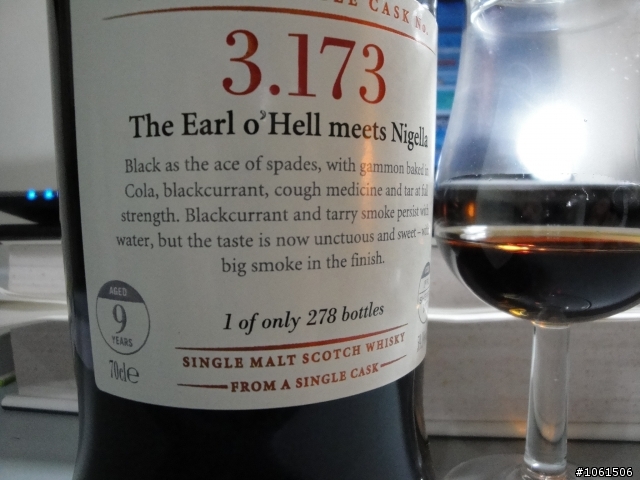 CASK No.
3.173
The Earl o'Hell meets Nigella
Black as the ace of spades, with gammon baked in
Cola, blackcurrant, cough medicine and tar at full
strength. Blackcurrant and tarry smoke persist with
water, but the taste is now unctuous and sweet –
big smoke in the finish.
AGED
9
YEARS
1 of only 278 bottles
70cle
SINGLE MALT SCOTCH WHISKY
FROM A SINGLE CASK
#1061506